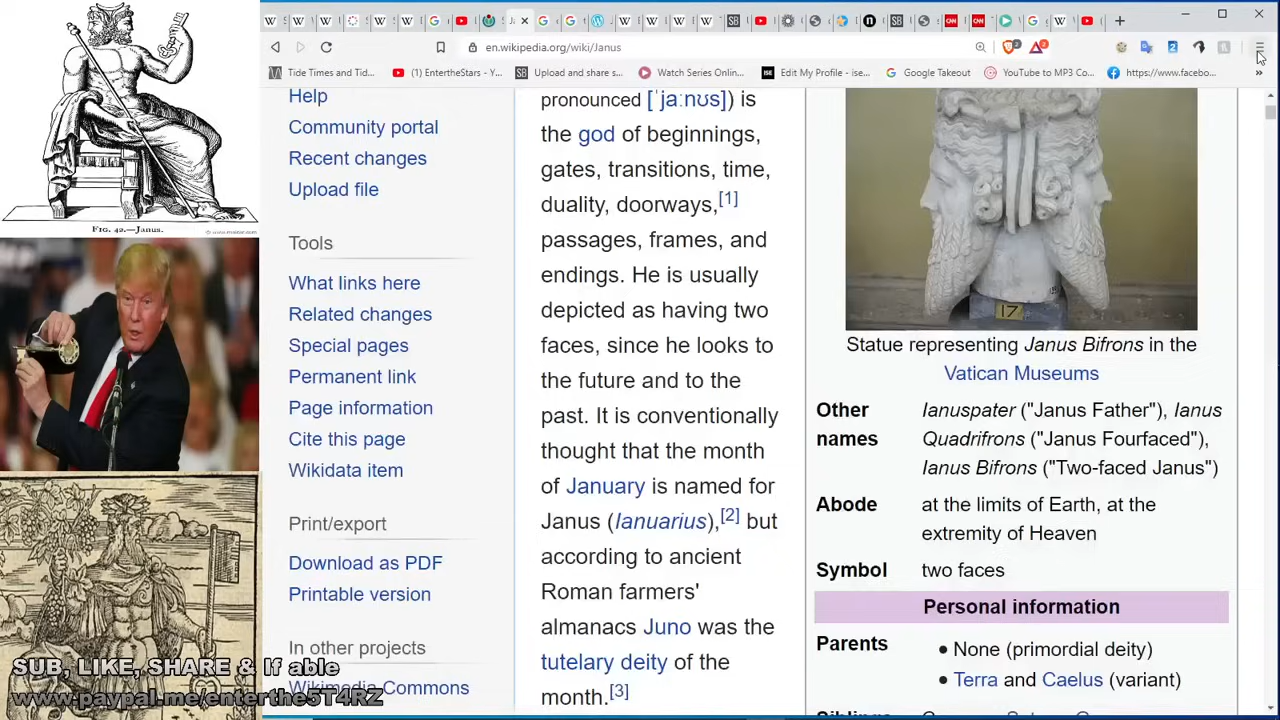 en.wikipedia.org/wiki/Janus
Tide Times and Tid...
(1) EntertheStars - Y...
Upload and share s...
Watch Series Online...
Edit My Profile - ise...
Google Takeout
YouTube to MP3 Co...
https://www.facebo...
»
FIG. 42.—Janus.
Help
Community portal
Recent changes
Upload file
Tools
What links here
Related changes
Special pages
Permanent link
Page information
Cite this page
Wikidata item
Print/export
Download as PDF
Printable version
In other projects
Wikimedia Commons
pronounced [ˈjaːnʊs]) is
the god of beginnings,
gates, transitions, time,
duality, doorways,[1]
passages, frames, and
endings. He is usually
depicted as having two
faces, since he looks to
the future and to the
past. It is conventionally
thought that the month
of January is named for
Janus (Ianuarius),[2] but
according to ancient
Roman farmers'
almanacs Juno was the
tutelary deity of the
month.[3]
17
Statue representing Janus Bifrons in the
Vatican Museums
Other names Ianuspater ("Janus Father"), Ianus
Quadrifrons ("Janus Fourfaced"),
Ianus Bifrons ("Two-faced Janus")
Abode at the limits of Earth, at the
extremity of Heaven
Symbol two faces
Personal information
Parents • None (primordial deity)
• Terra and Caelus (variant)
SUB, LIKE, SHARE & If able
www.paypal.me/enterthe5T4RZ